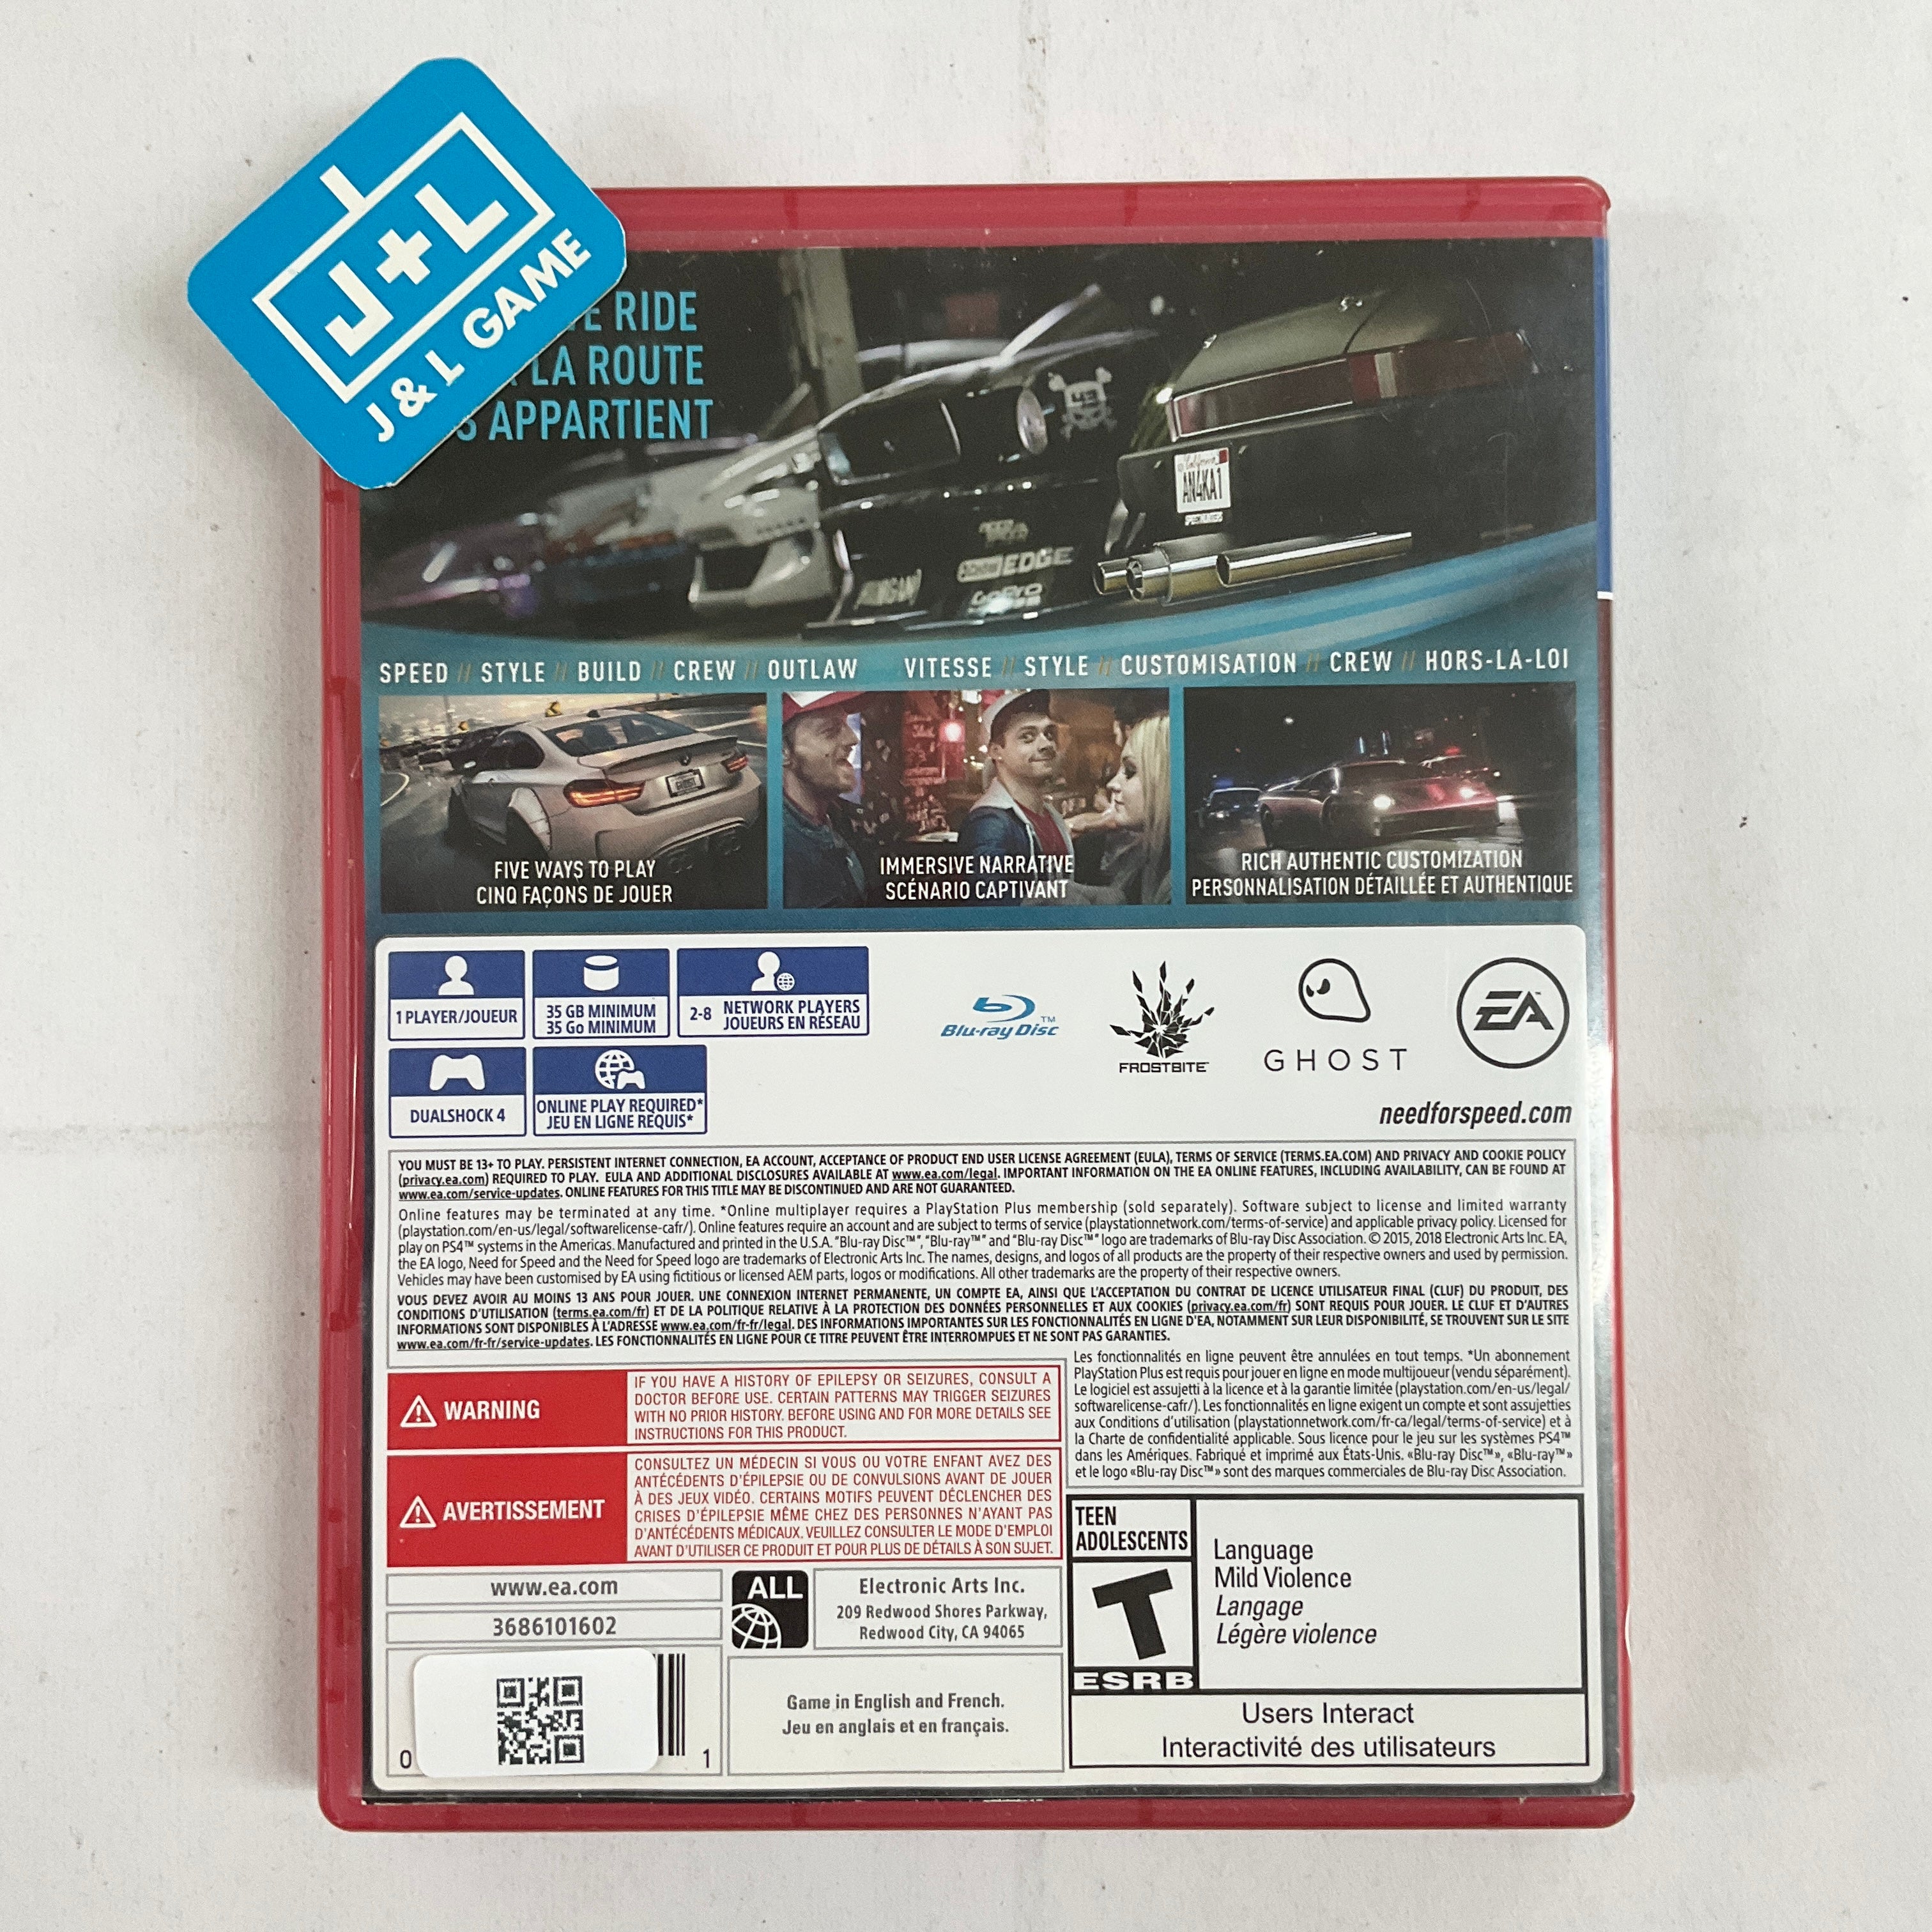 J+L
J & L GAME
RIDE
LA ROUTE
APPARTIENT
California
AN4KA1
EDGE
GoPro
SPEED // STYLE // BUILD // CREW // OUTLAW
VITESSE // STYLE // CUSTOMISATION // CREW // HORS-LA-LOI
FIVE WAYS TO PLAY
CINQ FAÇONS DE JOUER
IMMERSIVE NARRATIVE
SCÉNARIO CAPTIVANT
RICH AUTHENTIC CUSTOMIZATION
PERSONNALISATION DÉTAILLÉE ET AUTHENTIQUE
1 PLAYER/JOUEUR
35 GB MINIMUM
35 Go MINIMUM
2-8 NETWORK PLAYERS
JOUEURS EN RÉSEAU
DUALSHOCK 4
ONLINE PLAY REQUIRED*
JEU EN LIGNE REQUIS*
Blu-ray Disc™
FROSTBITE™
GHOST
EA™
needforspeed.com
YOU MUST BE 13+ TO PLAY. PERSISTENT INTERNET CONNECTION, EA ACCOUNT, ACCEPTANCE OF PRODUCT END USER LICENSE AGREEMENT (EULA), TERMS OF SERVICE (TERMS.EA.COM) AND PRIVACY AND COOKIE POLICY
(privacy.ea.com) REQUIRED TO PLAY. EULA AND ADDITIONAL DISCLOSURES AVAILABLE AT www.ea.com/legal. IMPORTANT INFORMATION ON THE EA ONLINE FEATURES, INCLUDING AVAILABILITY, CAN BE FOUND AT
www.ea.com/service-updates. ONLINE FEATURES FOR THIS TITLE MAY BE DISCONTINUED AND ARE NOT GUARANTEED.
Online features may be terminated at any time. *Online multiplayer requires a PlayStation Plus membership (sold separately). Software subject to license and limited warranty
(playstation.com/en-us/legal/softwarelicense-cafr/). Online features require an account and are subject to terms of service (playstationnetwork.com/terms-of-service) and applicable privacy policy. Licensed for
play on PS4™ systems in the Americas. Manufactured and printed in the U.S.A. "Blu-ray Disc™", "Blu-ray™" and "Blu-ray Disc™" logo are trademarks of Blu-ray Disc Association. © 2015, 2018 Electronic Arts Inc. EA,
the EA logo, Need for Speed and the Need for Speed logo are trademarks of Electronic Arts Inc. The names, designs, and logos of all products are the property of their respective owners and used by permission.
Vehicles may have been customised by EA using fictitious or licensed AEM parts, logos or modifications. All other trademarks are the property of their respective owners.
VOUS DEVEZ AVOIR AU MOINS 13 ANS POUR JOUER. UNE CONNEXION INTERNET PERMANENTE, UN COMPTE EA, AINSI QUE L'ACCEPTATION DU CONTRAT DE LICENCE UTILISATEUR FINAL (CLUF) DU PRODUIT, DES
CONDITIONS D'UTILISATION (terms.ea.com/fr) ET DE LA POLITIQUE RELATIVE À LA PROTECTION DES DONNÉES PERSONNELLES ET AUX COOKIES (privacy.ea.com/fr) SONT REQUIS POUR JOUER. LE CLUF ET D'AUTRES
INFORMATIONS SONT DISPONIBLES À L'ADRESSE www.ea.com/fr-fr/legal. DES INFORMATIONS IMPORTANTES SUR LES FONCTIONNALITÉS EN LIGNE D'EA, NOTAMMENT SUR LEUR DISPONIBILITÉ, SE TROUVENT SUR LE SITE
www.ea.com/fr-fr/service-updates. LES FONCTIONNALITÉS EN LIGNE POUR CE TITRE PEUVENT ÊTRE INTERROMPUES ET NE SONT PAS GARANTIES.
Les fonctionnalités en ligne peuvent être annulées en tout temps. *Un abonnement
PlayStation Plus est requis pour jouer en ligne en mode multijoueur (vendu séparément).
Le logiciel est assujetti à la licence et à la garantie limitée (playstation.com/en-us/legal/
softwarelicense-cafr/). Les fonctionnalités en ligne exigent un compte et sont assujetties
aux Conditions d'utilisation (playstationnetwork.com/fr-ca/legal/terms-of-service) et à
la Charte de confidentialité applicable. Sous licence pour le jeu sur les systèmes PS4™
dans les Amériques. Fabriqué et imprimé aux États-Unis. «Blu-ray Disc™», «Blu-ray™»
et le logo «Blu-ray Disc™» sont des marques commerciales de Blu-ray Disc Association.
WARNING
IF YOU HAVE A HISTORY OF EPILEPSY OR SEIZURES, CONSULT A
DOCTOR BEFORE USE. CERTAIN PATTERNS MAY TRIGGER SEIZURES
WITH NO PRIOR HISTORY. BEFORE USING AND FOR MORE DETAILS SEE
INSTRUCTIONS FOR THIS PRODUCT.
AVERTISSEMENT
CONSULTEZ UN MÉDECIN SI VOUS OU VOTRE ENFANT AVEZ DES
ANTÉCÉDENTS D'ÉPILEPSIE OU DE CONVULSIONS AVANT DE JOUER
À DES JEUX VIDÉO. CERTAINS MOTIFS PEUVENT DÉCLENCHER DES
CRISES D'ÉPILEPSIE MÊME CHEZ DES PERSONNES N'AYANT PAS
D'ANTÉCÉDENTS MÉDICAUX. VEUILLEZ CONSULTER LE MODE D'EMPLOI
AVANT D'UTILISER CE PRODUIT ET POUR PLUS DE DÉTAILS À SON SUJET.
www.ea.com
3686101602
ALL
Electronic Arts Inc.
209 Redwood Shores Parkway,
Redwood City, CA 94065
Game in English and French.
Jeu en anglais et en français.
0
1
TEEN
ADOLESCENTS
T
ESRB
Language
Mild Violence
Langage
Légère violence
Users Interact
Interactivité des utilisateurs